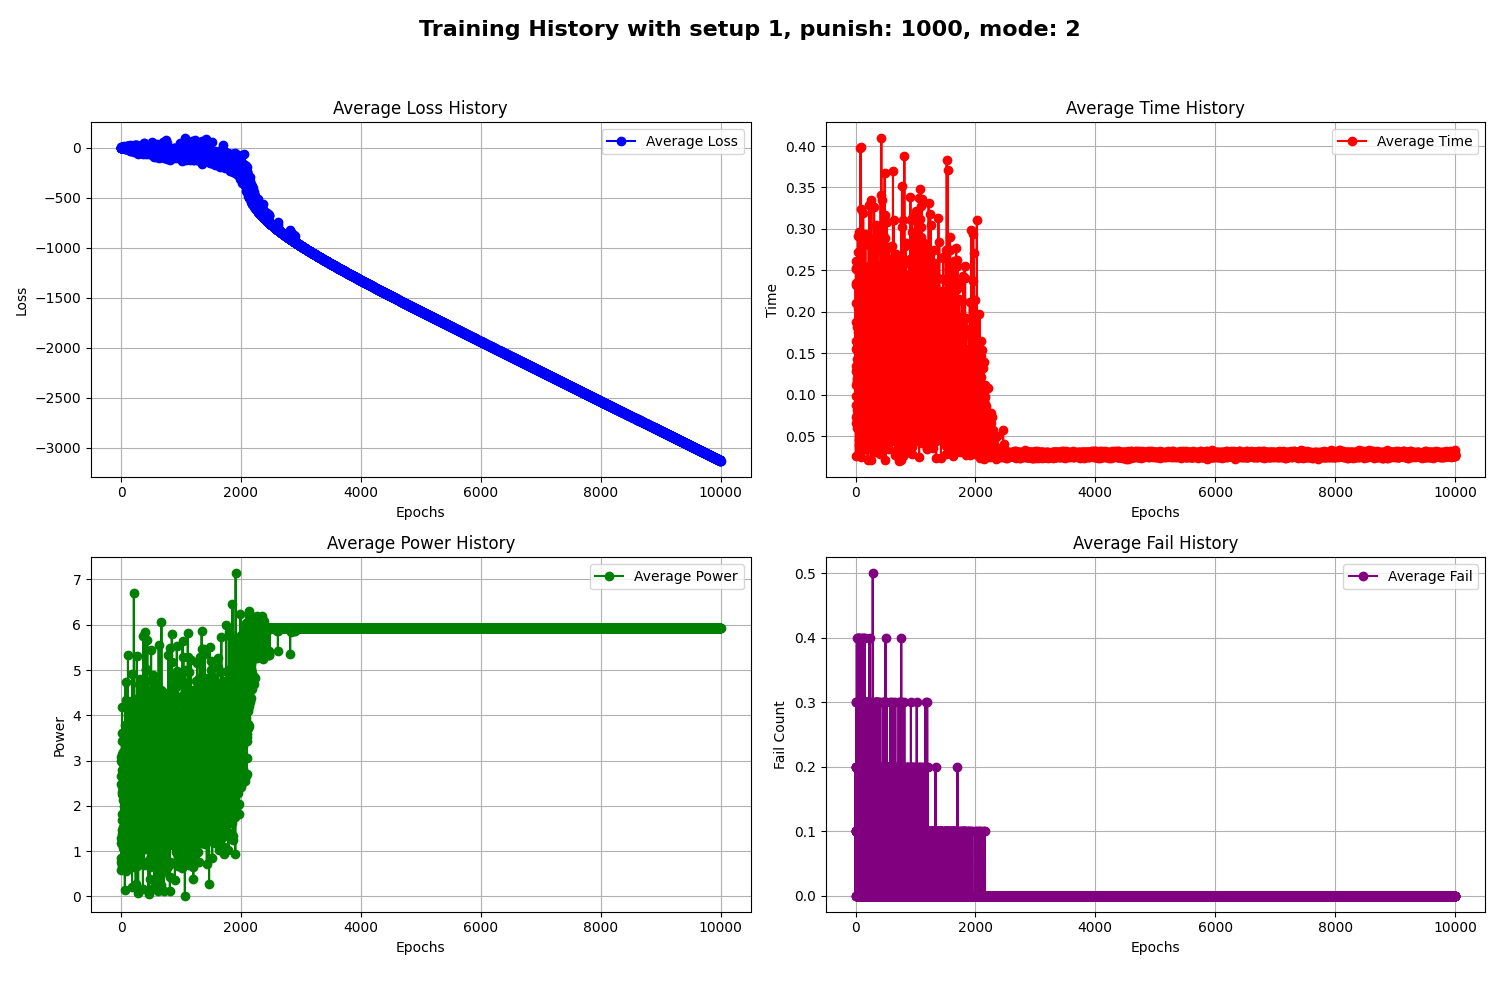 Training History with setup 1, punish: 1000, mode: 2
Average Loss History
Average Loss
Loss
0
−500
−1000
−1500
−2000
−2500
−3000
0 2000 4000 6000 8000 10000
Epochs
Average Time History
Average Time
Time
0.40
0.35
0.30
0.25
0.20
0.15
0.10
0.05
0 2000 4000 6000 8000 10000
Epochs
Average Power History
Average Power
Power
7
6
5
4
3
2
1
0
0 2000 4000 6000 8000 10000
Epochs
Average Fail History
Average Fail
Fail Count
0.5
0.4
0.3
0.2
0.1
0.0
0 2000 4000 6000 8000 10000
Epochs